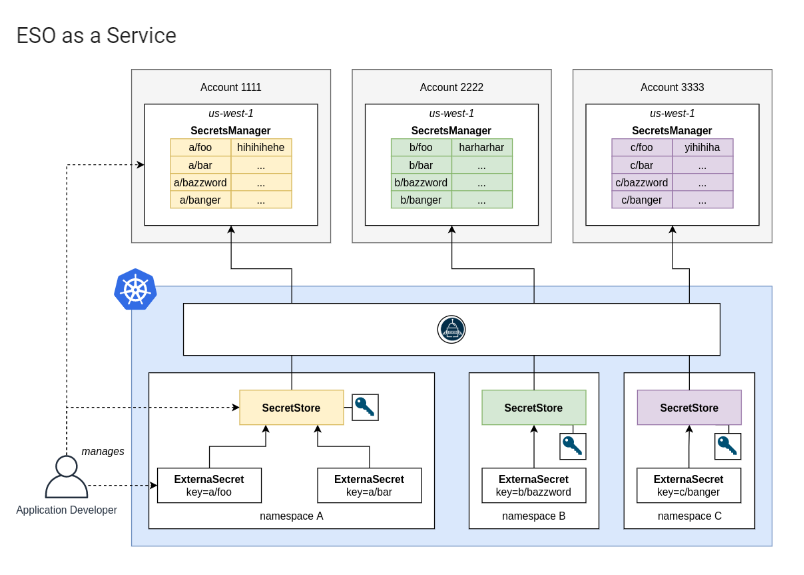 ESO as a Service
Account 1111
us-west-1
SecretsManager
a/foo hihihihehe
a/bar ...
a/bazzword ...
a/banger ...
Account 2222
us-west-1
SecretsManager
b/foo harharhar
b/bar ...
b/bazzword ...
b/banger ...
Account 3333
us-west-1
SecretsManager
c/foo yihihiha
c/bar ...
c/bazzword ...
c/banger ...
SecretStore
SecretStore
SecretStore
manages
Application Developer
ExternaSecret
key=a/foo
ExternaSecret
key=a/bar
namespace A
ExternaSecret
key=b/bazzword
namespace B
ExternaSecret
key=c/banger
namespace C